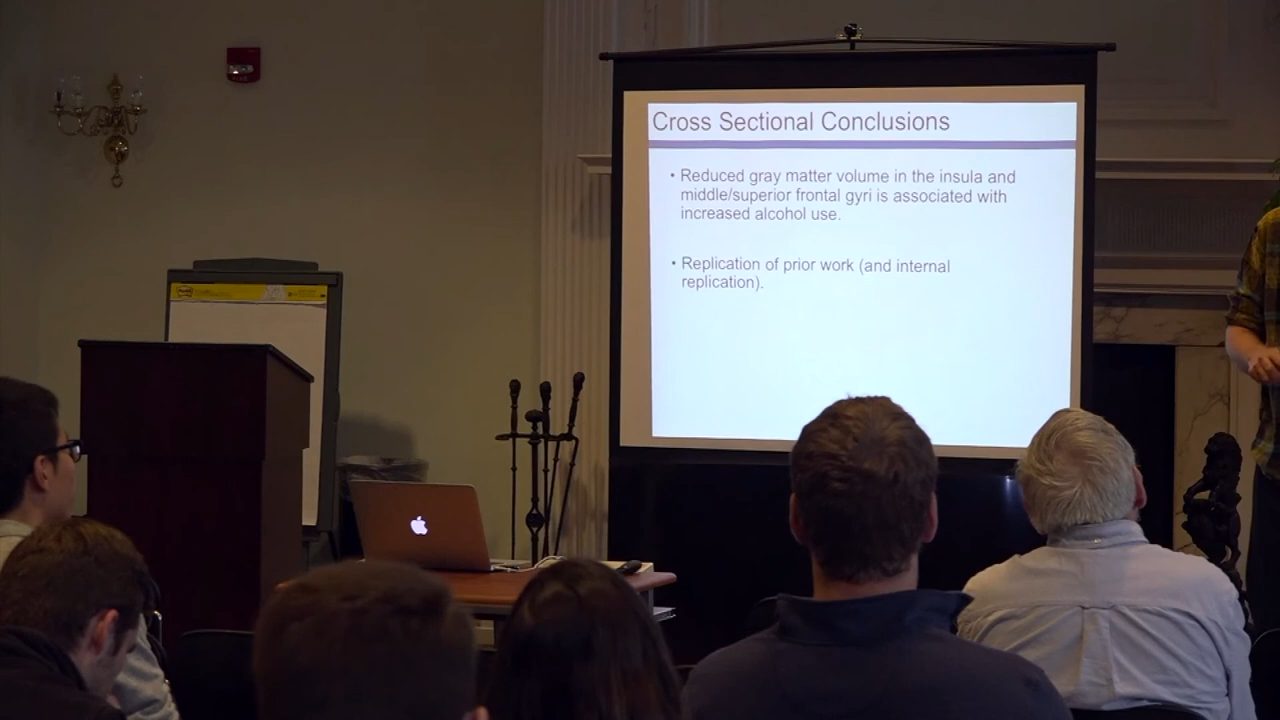 Cross Sectional Conclusions
• Reduced gray matter volume in the insula and
middle/superior frontal gyri is associated with
increased alcohol use.
• Replication of prior work (and internal
replication).